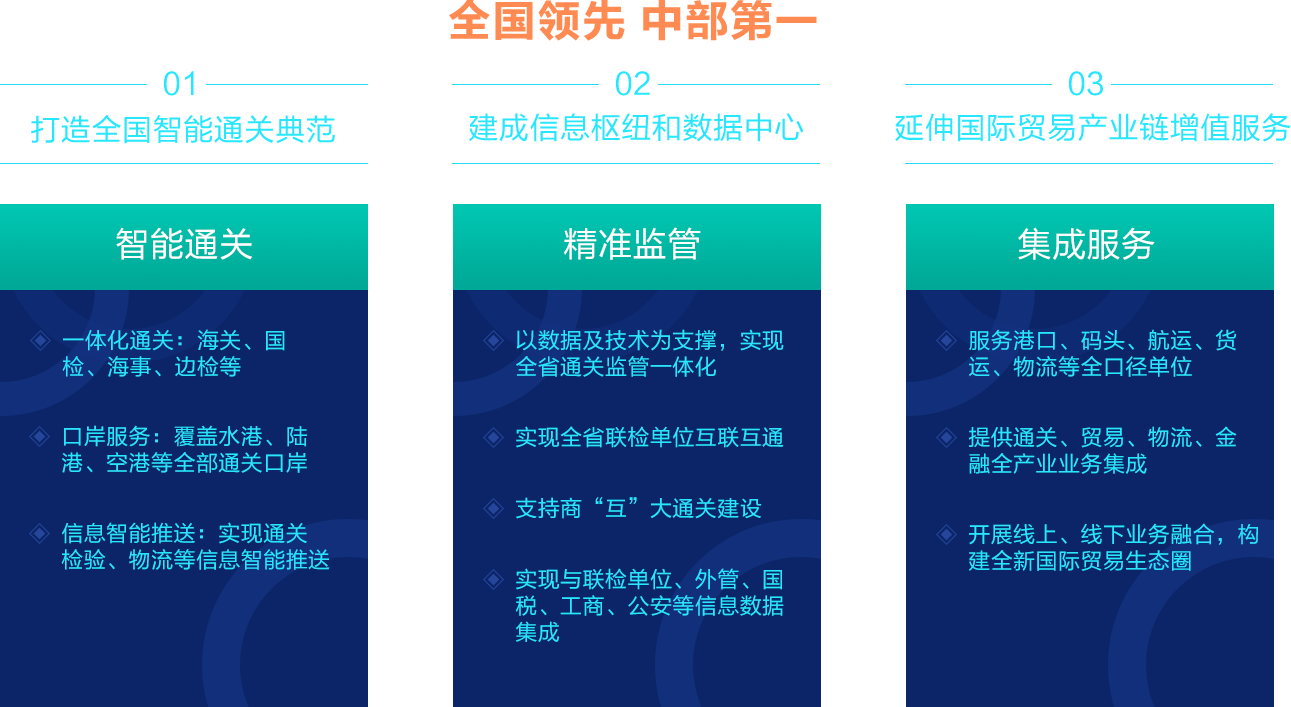 全国领先 中部第一
01
打造全国智能通关典范
智能通关
一体化通关：海关、国
检、海事、边检等
口岸服务：覆盖水港、陆
港、空港等全部通关口岸
信息智能推送：实现通关
检验、物流等信息智能推送
02
建成信息枢纽和数据中心
精准监管
以数据及技术为支撑，实现
全省通关监管一体化
实现全省联检单位互联互通
支持商“互”大通关建设
实现与联检单位、外管、国
税、工商、公安等信息数据
集成
03
延伸国际贸易产业链增值服务
集成服务
服务港口、码头、航运、货
运、物流等全口径单位
提供通关、贸易、物流、金
融全产业业务集成
开展线上、线下业务融合，构
建全新国际贸易生态圈